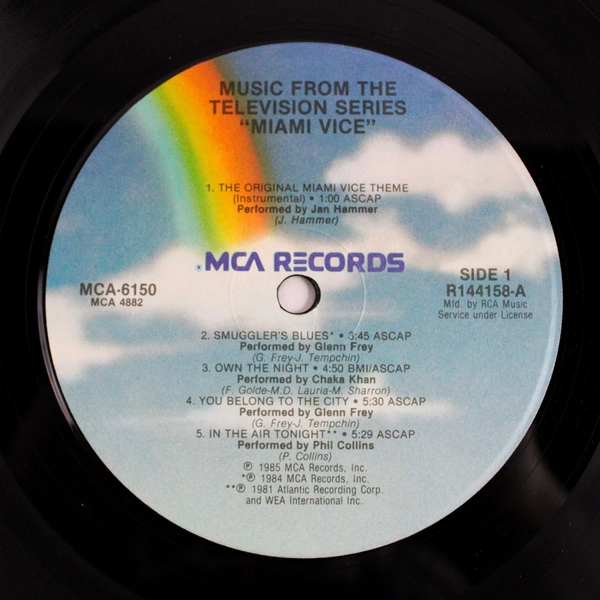 MUSIC FROM THE
TELEVISION SERIES
“MIAMI VICE”
1. THE ORIGINAL MIAMI VICE THEME
(Instrumental) • 1:00 ASCAP
Performed by Jan Hammer
(J. Hammer)
MCA RECORDS
MCA-6150
MCA 4882
SIDE 1
R144158-A
Mfd. by RCA Music
Service under License
2. SMUGGLER'S BLUES* • 3:45 ASCAP
Performed by Glenn Frey
(G. Frey-J. Tempchin)
3. OWN THE NIGHT • 4:50 BMI/ASCAP
Performed by Chaka Khan
(F. Golde-M.D. Lauria-M. Sharron)
4. YOU BELONG TO THE CITY • 5:30 ASCAP
Performed by Glenn Frey
(G. Frey-J. Tempchin)
5. IN THE AIR TONIGHT** • 5:29 ASCAP
Performed by Phil Collins
(P. Collins)
℗ 1985 MCA Records, Inc.
*℗ 1984 MCA Records, Inc.
**℗ 1981 Atlantic Recording Corp.
and WEA International Inc.